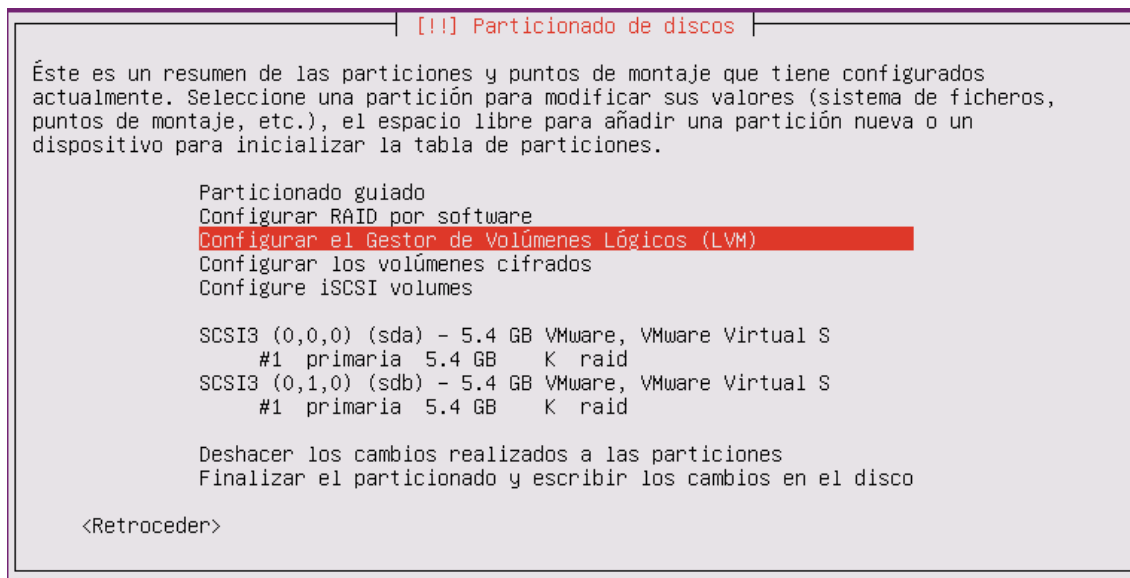 [!!] Particionado de discos
Éste es un resumen de las particiones y puntos de montaje que tiene configurados
actualmente. Seleccione una partición para modificar sus valores (sistema de ficheros,
puntos de montaje, etc.), el espacio libre para añadir una partición nueva o un
dispositivo para inicializar la tabla de particiones.
Particionado guiado
Configurar RAID por software
Configurar el Gestor de Volúmenes Lógicos (LVM)
Configurar los volúmenes cifrados
Configure iSCSI volumes
SCSI3 (0,0,0) (sda) - 5.4 GB VMware, VMware Virtual S
#1 primaria 5.4 GB K raid
SCSI3 (0,1,0) (sdb) - 5.4 GB VMware, VMware Virtual S
#1 primaria 5.4 GB K raid
Deshacer los cambios realizados a las particiones
Finalizar el particionado y escribir los cambios en el disco
<Retroceder>